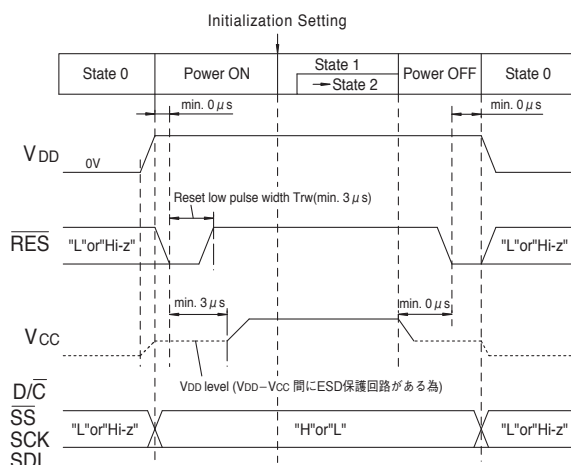 Initialization Setting
State 0 Power ON State 1 Power OFF State 0
State 2
min. 0 μs min. 0 μs
VDD 0V
Reset low pulse width Trw(min. 3 μs)
RES "L"or"Hi-z" "L"or"Hi-z"
min. 3 μs min. 0 μs
VCC
VDD level (VDD–VCC 間にESD保護回路がある為)
D/C
SS
SCK
SDI
"L"or"Hi-z" "H"or"L" "L"or"Hi-z"